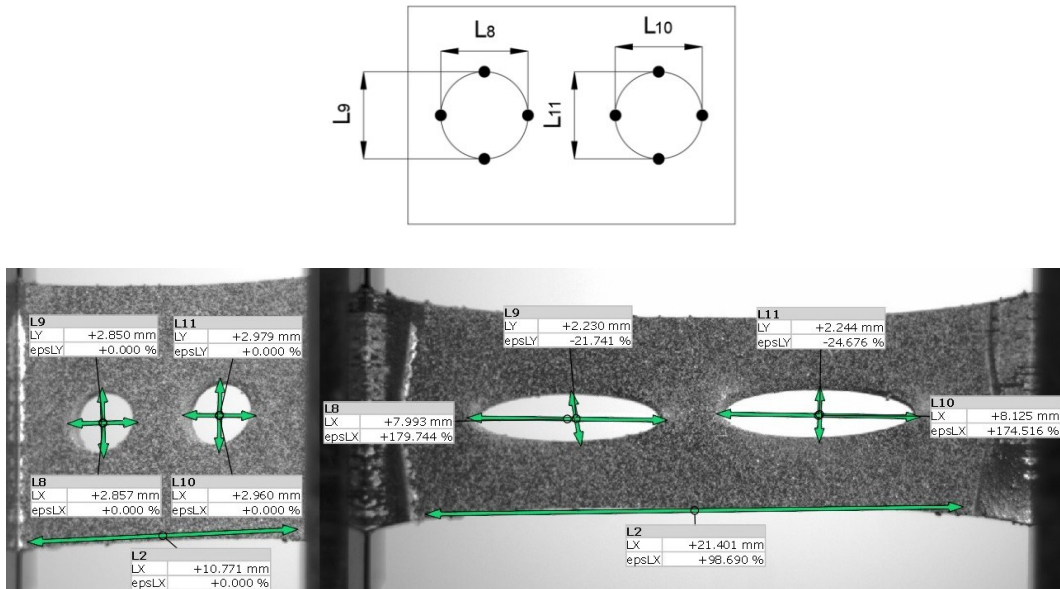 L8
L10
L9
L11
L9
LY +2.850 mm
epsLY +0.000 %
L11
LY +2.979 mm
epsLY +0.000 %
L8
LX +2.857 mm
epsLX +0.000 %
L10
LX +2.960 mm
epsLX +0.000 %
L2
LX +10.771 mm
epsLX +0.000 %
L9
LY +2.230 mm
epsLY -21.741 %
L11
LY +2.244 mm
epsLY -24.676 %
L8
LX +7.993 mm
epsLX +179.744 %
L10
LX +8.125 mm
epsLX +174.516 %
L2
LX +21.401 mm
epsLX +98.690 %